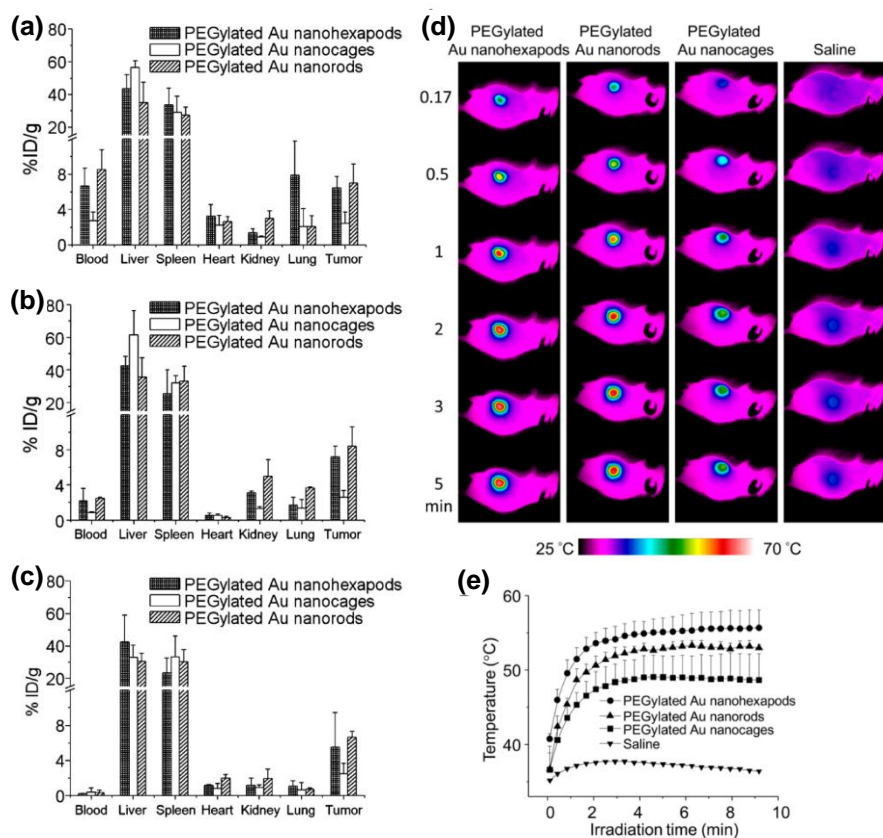 (a)
80
60
40
20
8
4
0
%ID/g
PEGylated Au nanohexapods
PEGylated Au nanocages
PEGylated Au nanorods
Blood Liver Spleen Heart Kidney Lung Tumor
(b)
80
60
40
20
8
4
0
% ID/g
PEGylated Au nanohexapods
PEGylated Au nanocages
PEGylated Au nanorods
Blood Liver Spleen Heart Kidney Lung Tumor
(c)
80
60
40
20
8
4
0
% ID/g
PEGylated Au nanohexapods
PEGylated Au nanocages
PEGylated Au nanorods
Blood Liver Spleen Heart Kidney Lung Tumor
(d)
PEGylated
Au nanohexapods
PEGylated
Au nanorods
PEGylated
Au nanocages
Saline
0.17
0.5
1
2
3
5
min
25 °C
70 °C
(e)
60
50
40
Temperature (°C)
PEGylated Au nanohexapods
PEGylated Au nanorods
PEGylated Au nanocages
Saline
0 2 4 6 8 10
Irradiation time (min)